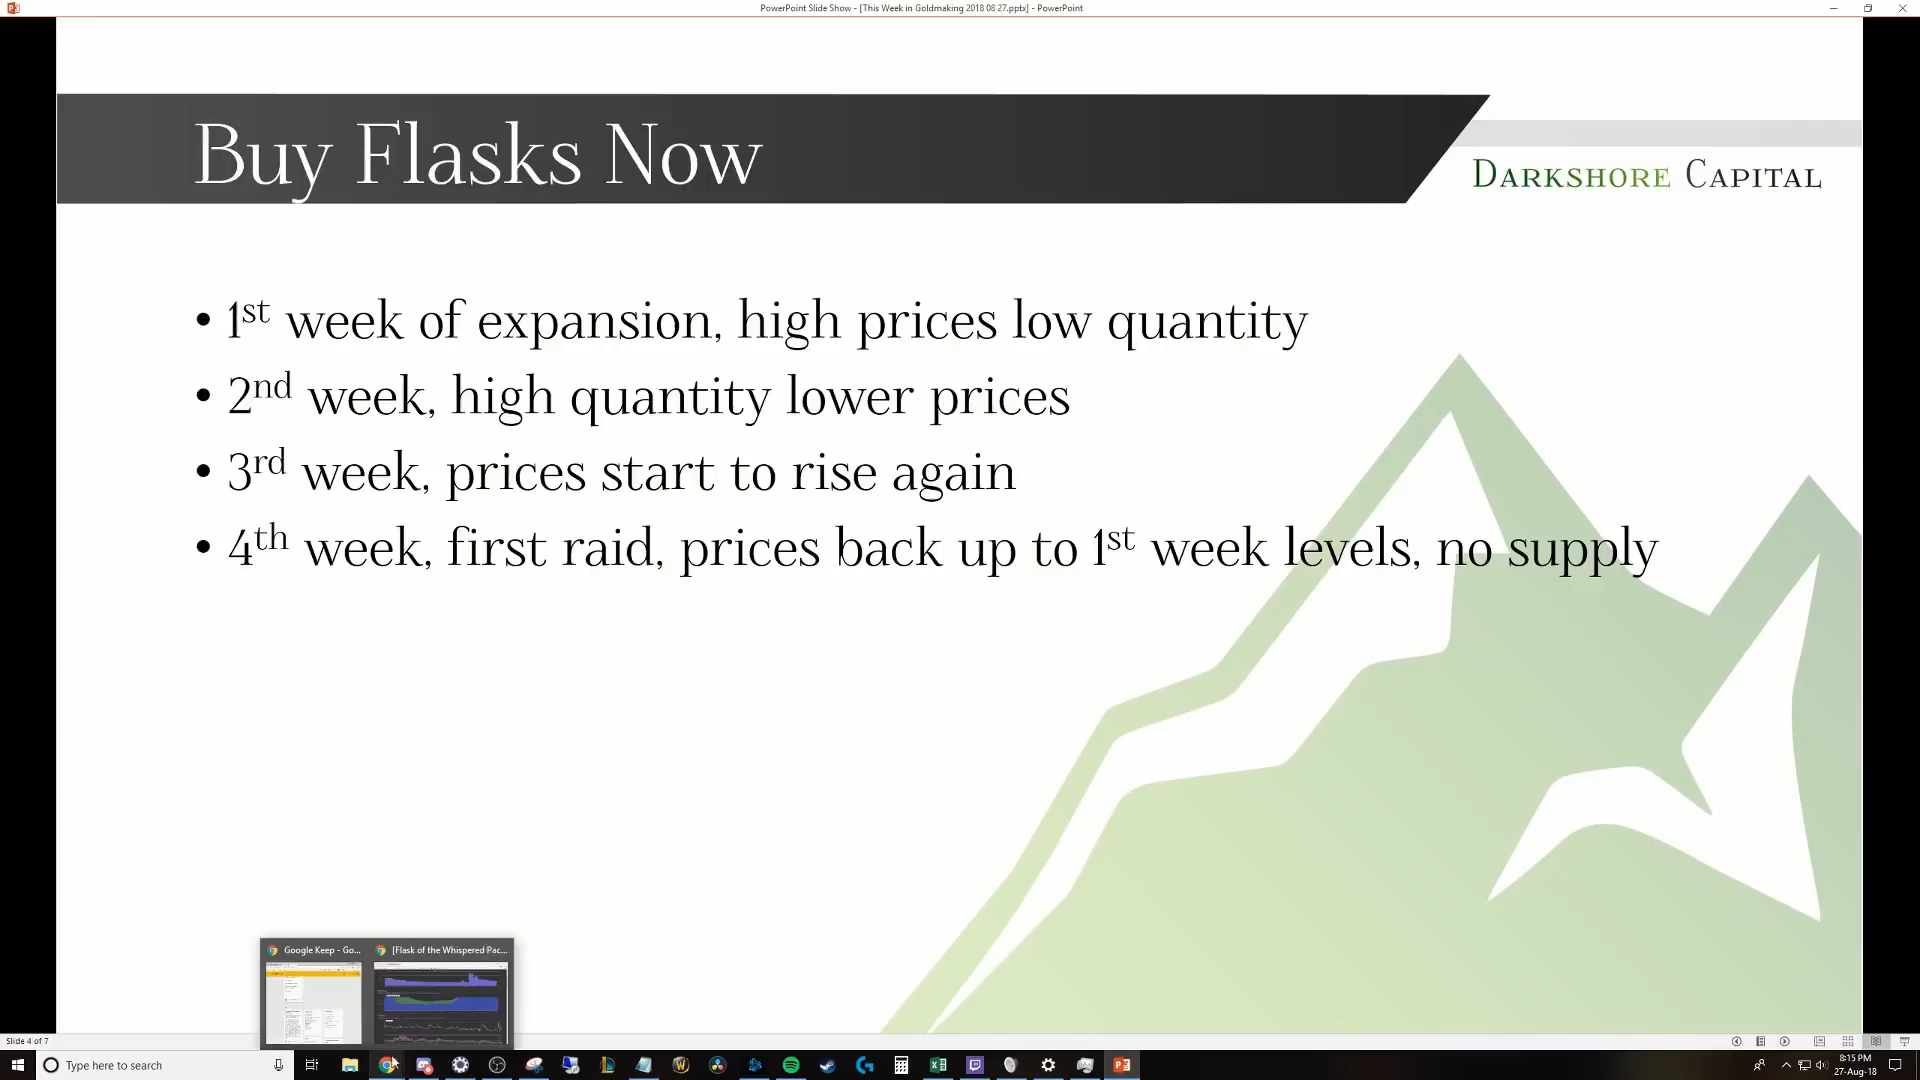 PowerPoint Slide Show - [This Week in Goldmaking 2018 08 27.pptx] - PowerPoint
Buy Flasks Now
DARKSHORE CAPITAL
• 1st week of expansion, high prices low quantity
• 2nd week, high quantity lower prices
• 3rd week, prices start to rise again
• 4th week, first raid, prices back up to 1st week levels, no supply
Google Keep - Go...
[Flask of the Whispered Pac...
Slide 4 of 7
Type here to search
8:15 PM
27-Aug-18